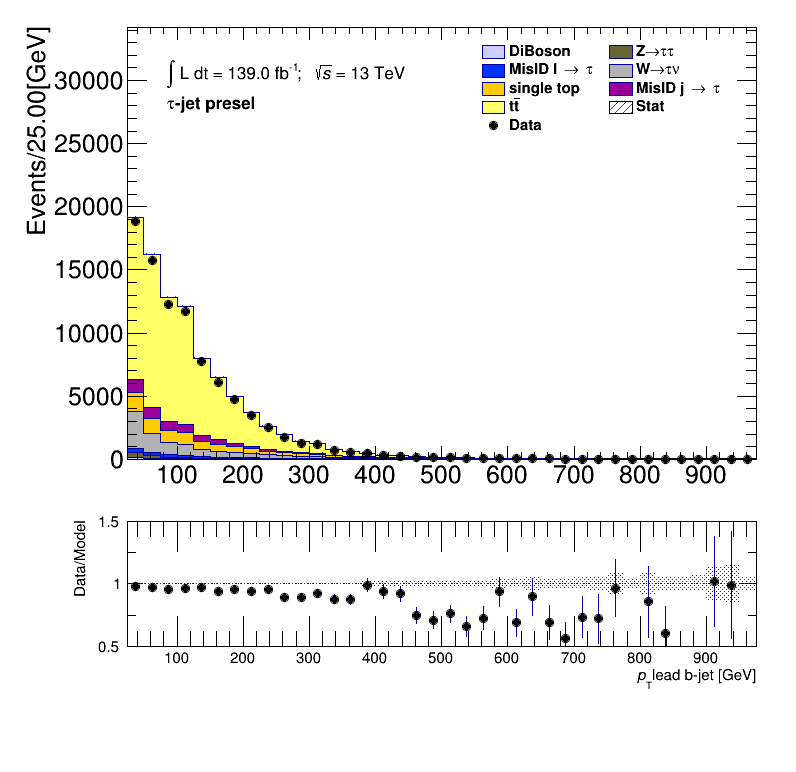 Events/25.00[GeV]
∫ L dt = 139.0 fb⁻¹; √s = 13 TeV
τ-jet presel
DiBoson
MisID l → τ
single top
tt̄
Data
Z→ττ
W→τν
MisID j → τ
Stat
30000
25000
20000
15000
10000
5000
0
100 200 300 400 500 600 700 800 900
Data/Model
1.5
1
0.5
100 200 300 400 500 600 700 800 900
p_T lead b-jet [GeV]